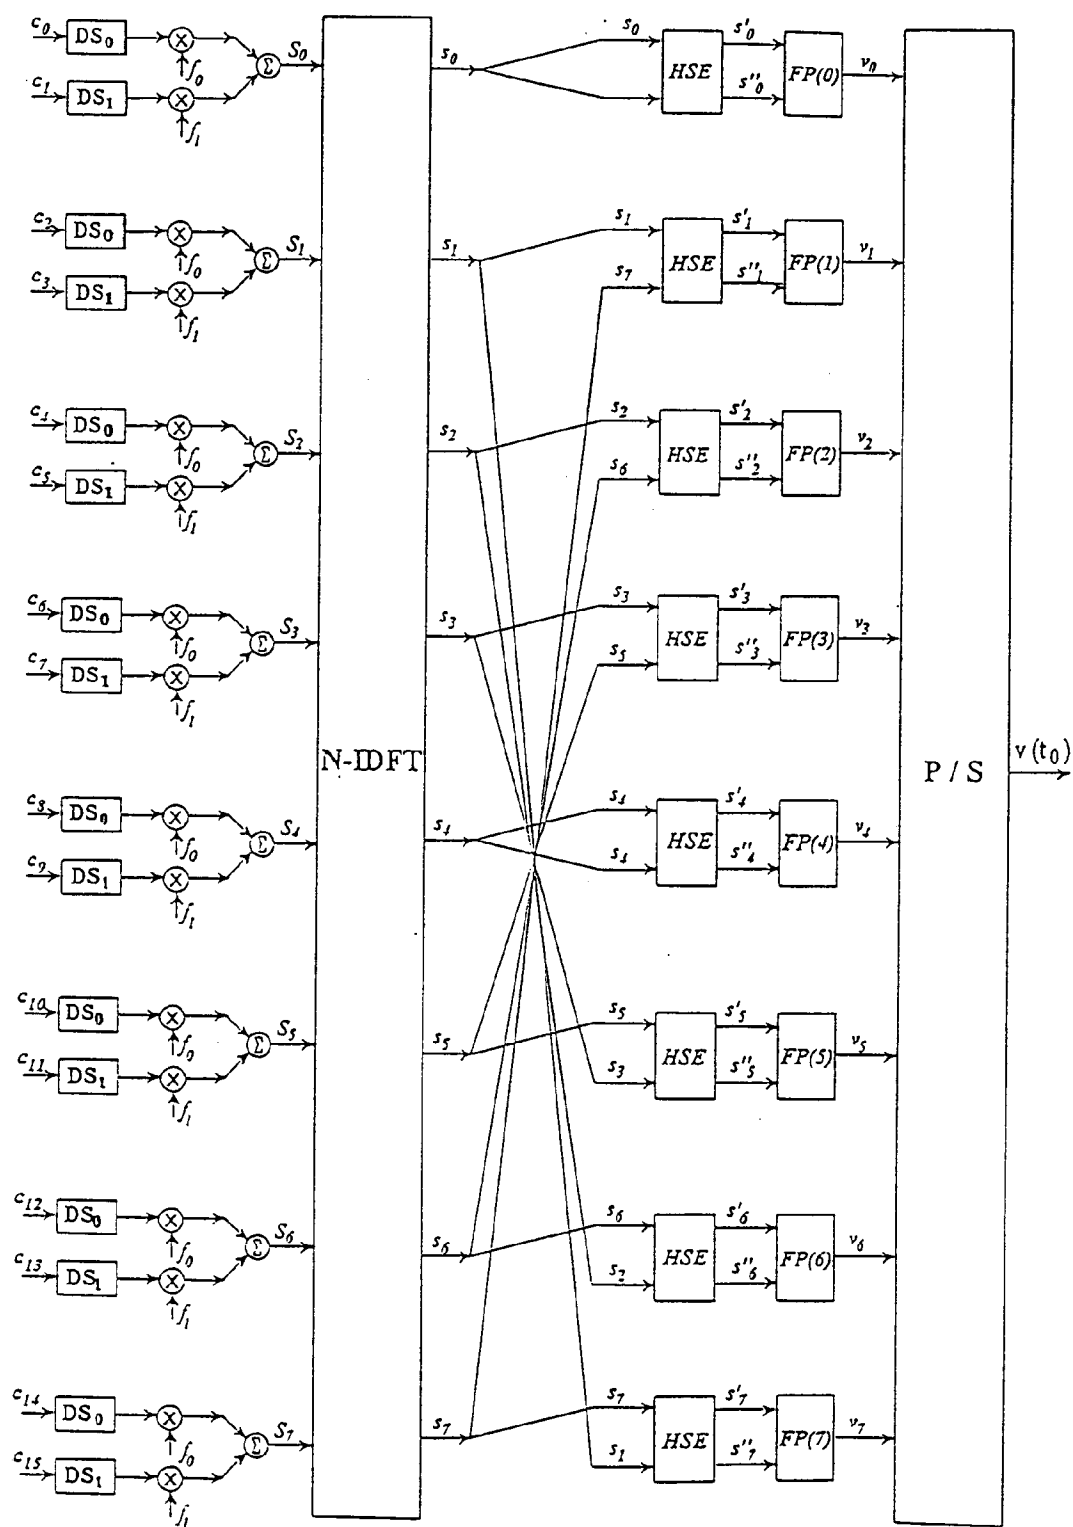 c0 DS0 × f0 Σ S0
c1 DS1 × f1
s0 s0 HSE s'0 s''0 FP(0) v0
c2 DS0 × f0 Σ S1
c3 DS1 × f1
s1 s1 s7 HSE s'1 s''1 FP(1) v1
c4 DS0 × f0 Σ S2
c5 DS1 × f1
s2 s2 s6 HSE s'2 s''2 FP(2) v2
c6 DS0 × f0 Σ S3
c7 DS1 × f1
s3 s3 s5 HSE s'3 s''3 FP(3) v3
N-IDFT
P / S
v(t0)
c8 DS0 × f0 Σ S4
c9 DS1 × f1
s4 s4 s4 HSE s'4 s''4 FP(4) v4
c10 DS0 × f0 Σ S5
c11 DS1 × f1
s5 s5 s3 HSE s'5 s''5 FP(5) v5
c12 DS0 × f0 Σ S6
c13 DS1 × f1
s6 s6 s2 HSE s'6 s''6 FP(6) v6
c14 DS0 × f0 Σ S7
c15 DS1 × f1
s7 s7 s1 HSE s'7 s''7 FP(7) v7